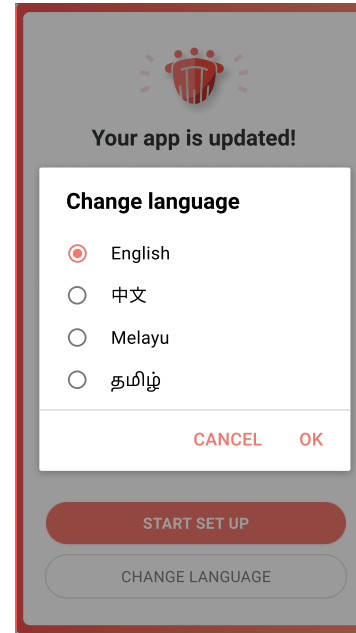 Your app is updated!
Change language
English
中文
Melayu
தமிழ்
CANCEL
OK
START SET UP
CHANGE LANGUAGE